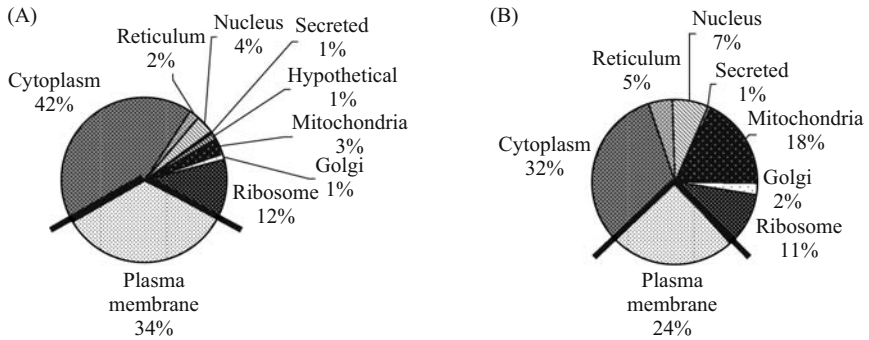 (A)
Nucleus
4%
Secreted
1%
Reticulum
2%
Hypothetical
1%
Cytoplasm
42%
Mitochondria
3%
Golgi
1%
Ribosome
12%
Plasma
membrane
34%
(B)
Nucleus
7%
Reticulum
5%
Secreted
1%
Mitochondria
18%
Cytoplasm
32%
Golgi
2%
Ribosome
11%
Plasma
membrane
24%